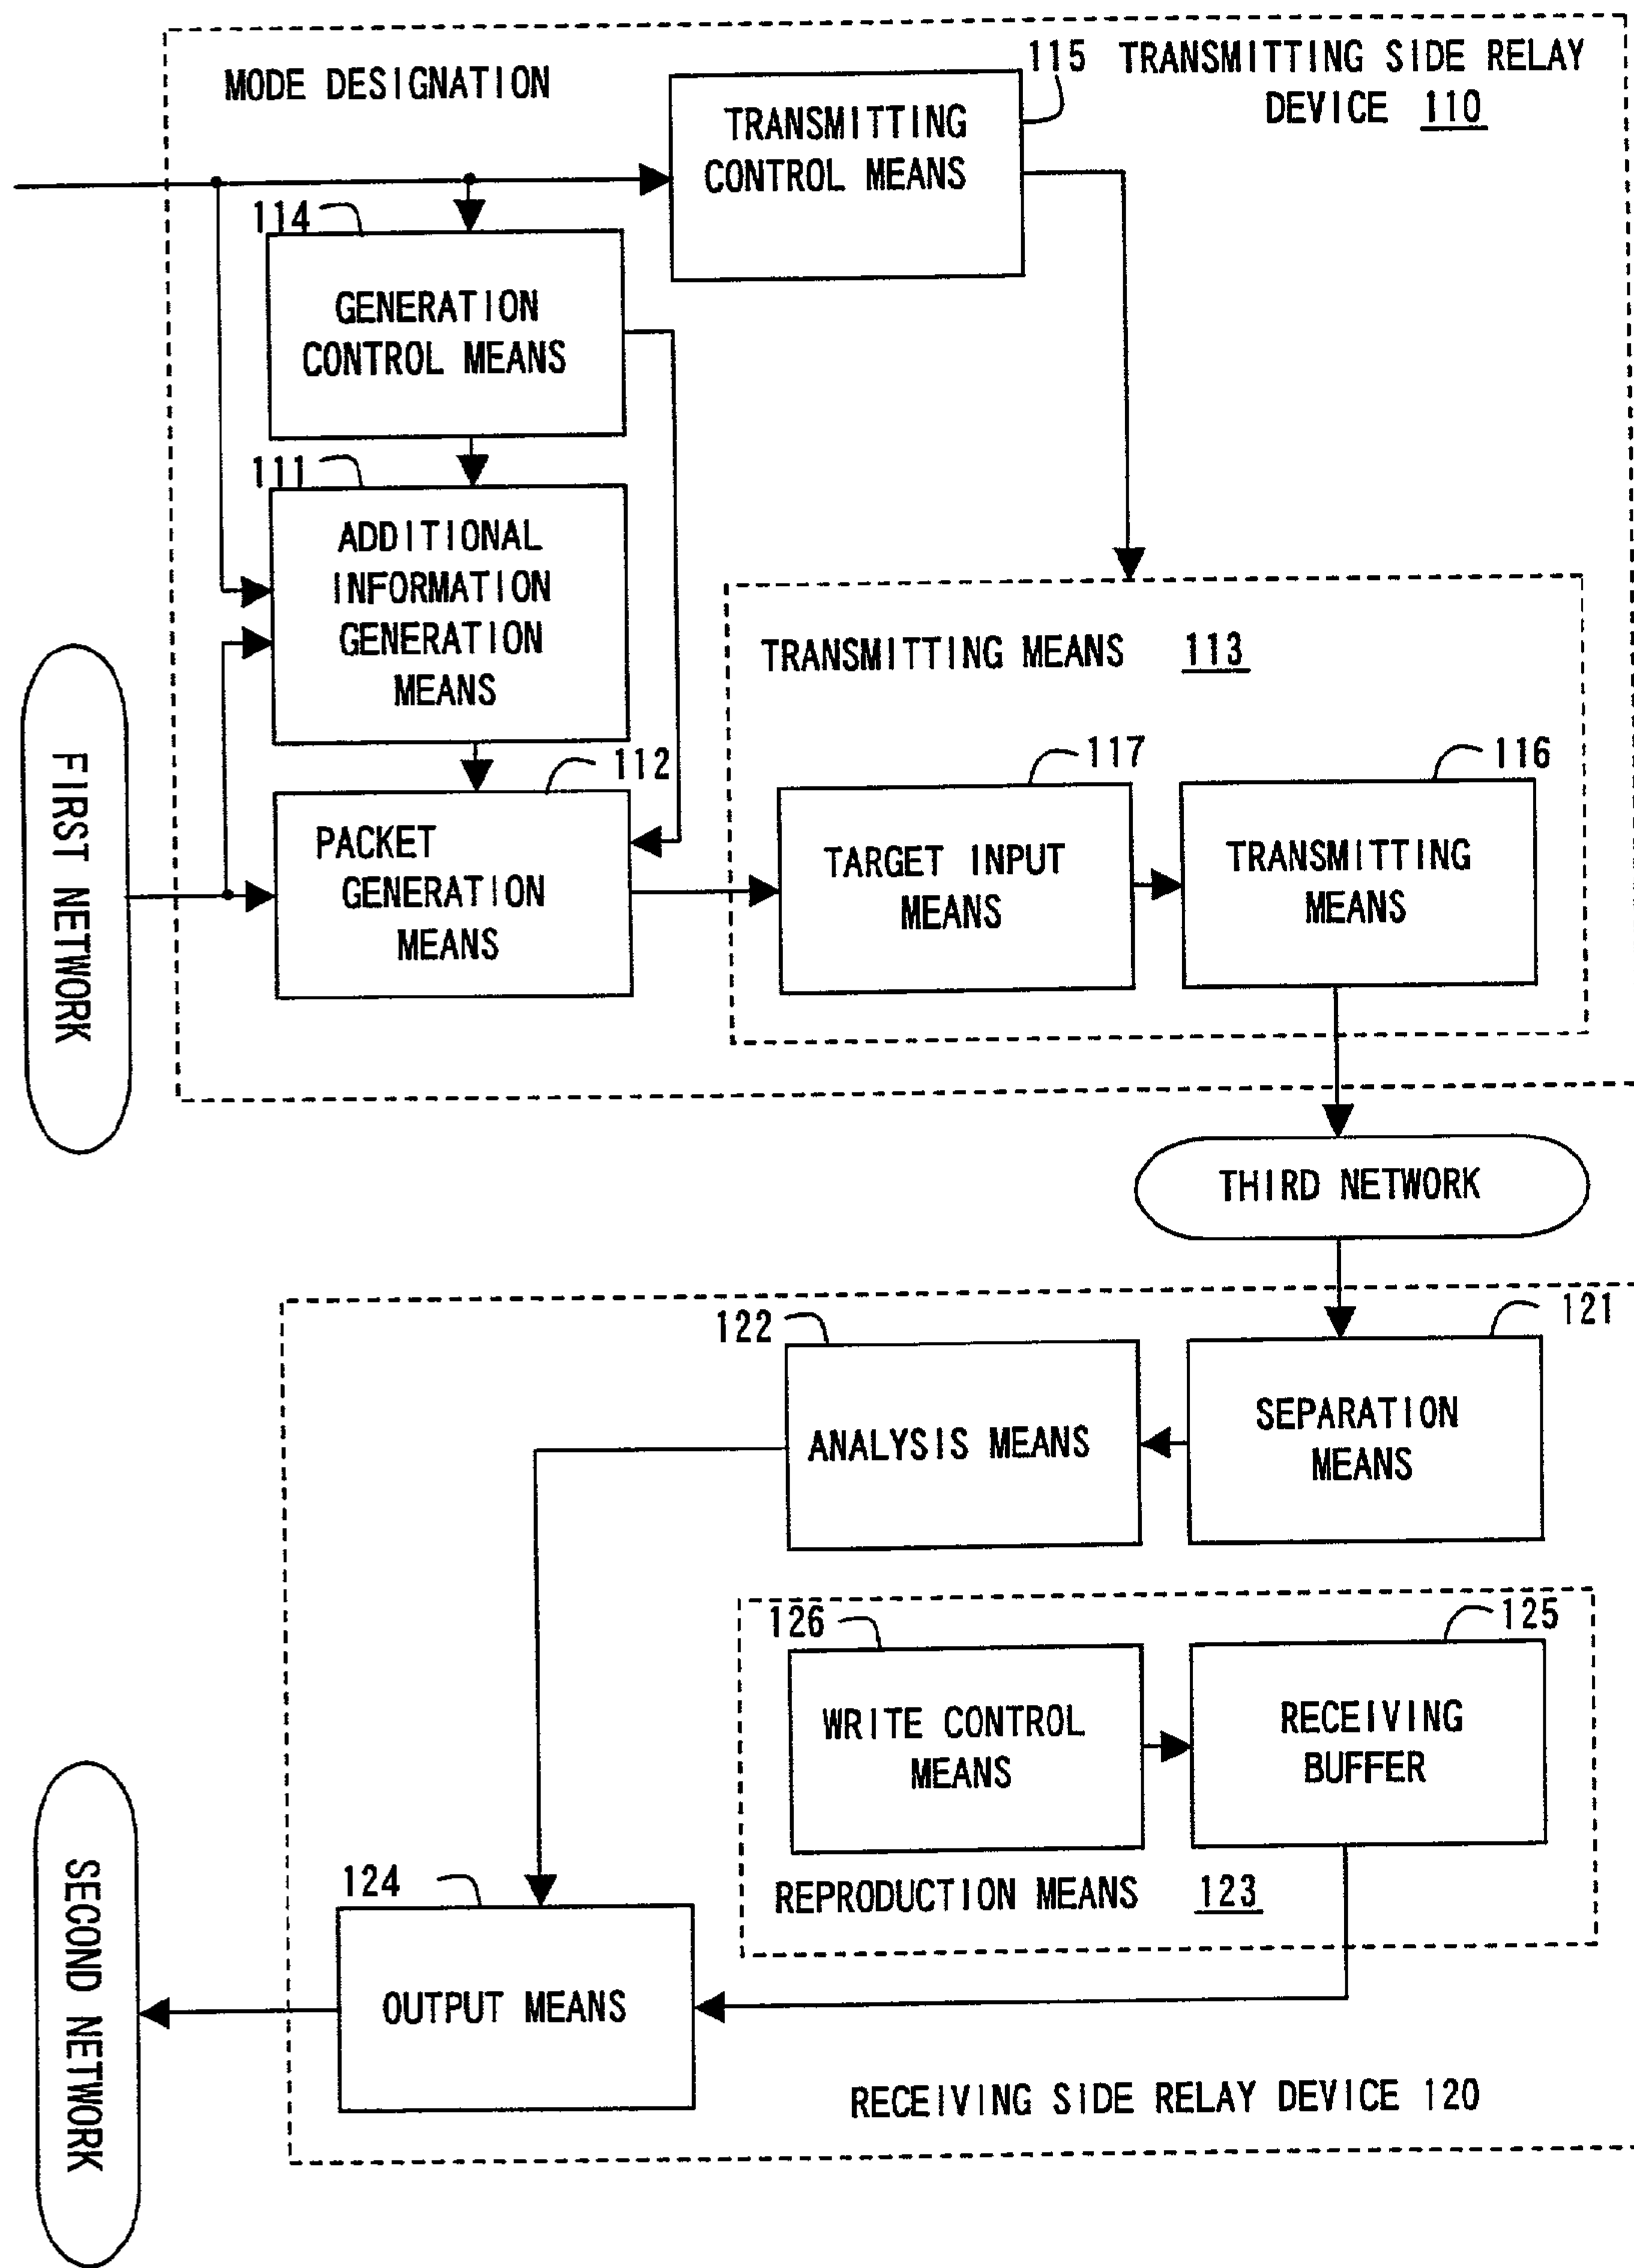 MODE DESIGNATION
115 TRANSMITTING SIDE RELAY
DEVICE 110
TRANSMITTING
CONTROL MEANS
114
GENERATION
CONTROL MEANS
111
ADDITIONAL
INFORMATION
GENERATION
MEANS
TRANSMITTING MEANS 113
FIRST NETWORK
112
PACKET
GENERATION
MEANS
117
TARGET INPUT
MEANS
116
TRANSMITTING
MEANS
THIRD NETWORK
122
ANALYSIS MEANS
121
SEPARATION
MEANS
126
WRITE CONTROL
MEANS
125
RECEIVING
BUFFER
REPRODUCTION MEANS 123
124
OUTPUT MEANS
SECOND NETWORK
RECEIVING SIDE RELAY DEVICE 120